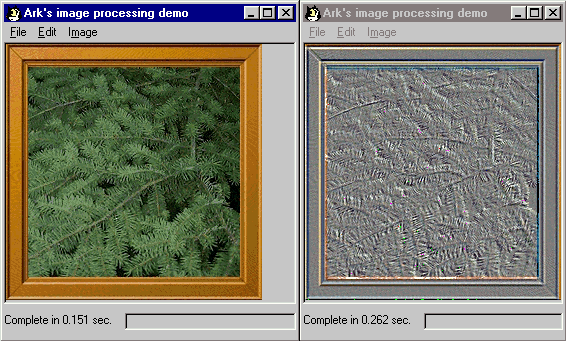 Ark's image processing demo
File Edit Image
Complete in 0.151 sec.
Ark's image processing demo
File Edit Image
Complete in 0.262 sec.